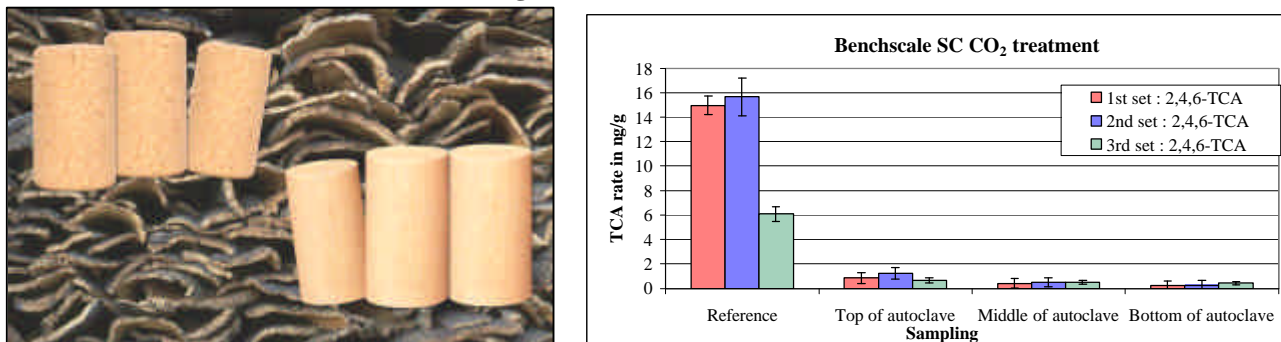 Benchscale SC CO₂ treatment
18
16
14
12
10
8
6
4
2
0
TCA rate in ng/g
1st set : 2,4,6-TCA
2nd set : 2,4,6-TCA
3rd set : 2,4,6-TCA
Reference Top of autoclave Middle of autoclave Bottom of autoclave
Sampling